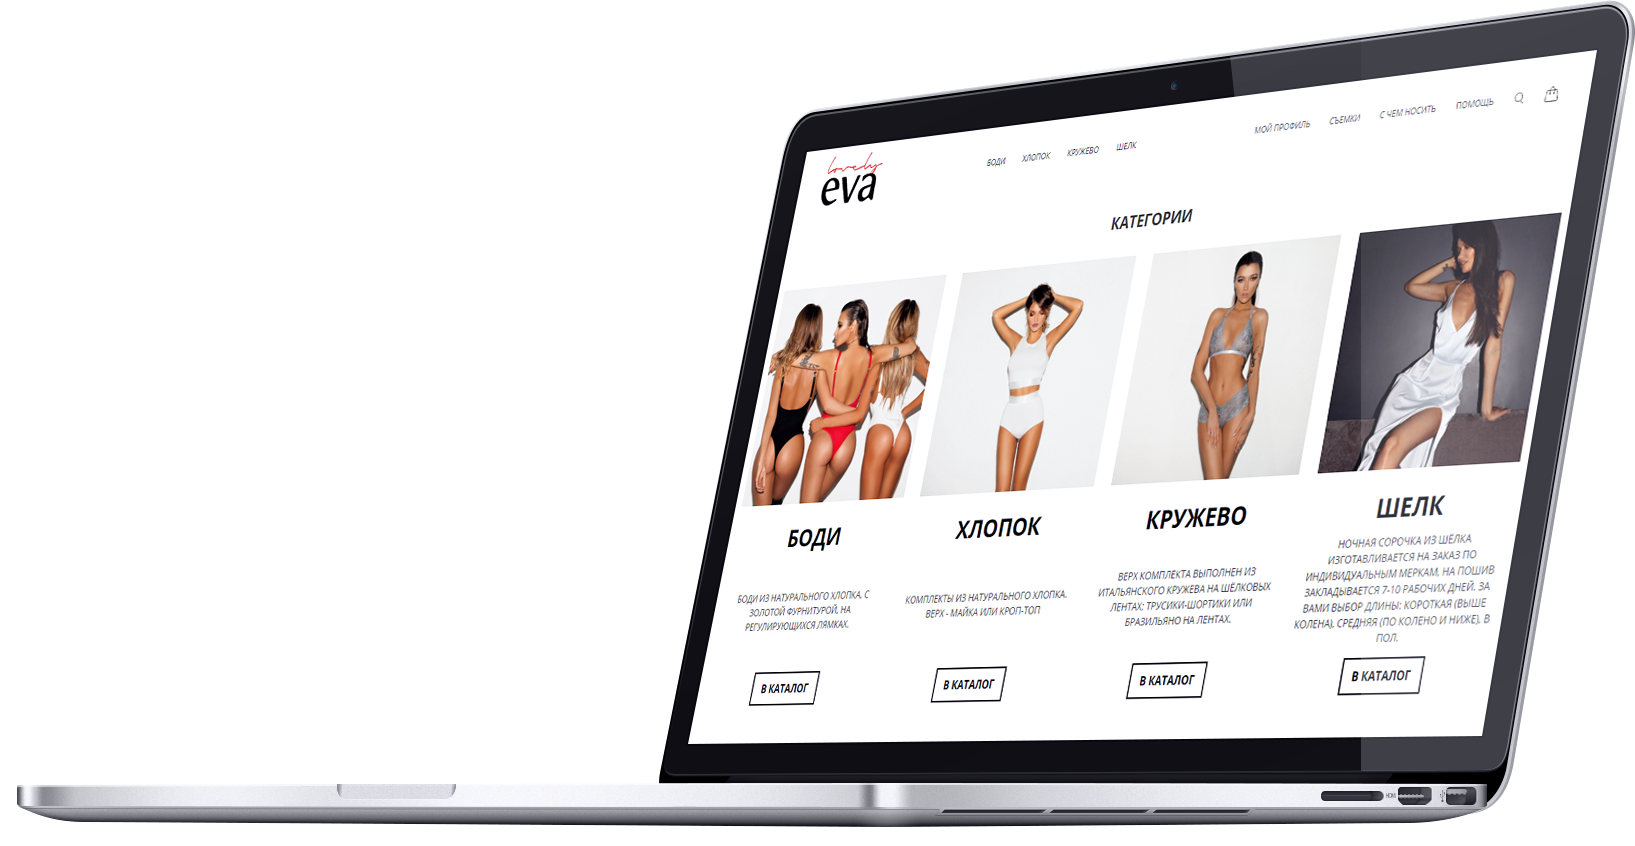 lovely
eva
БОДИ ХЛОПОК КРУЖЕВО ШЕЛК
МОЙ ПРОФИЛЬ СЪЕМКИ С ЧЕМ НОСИТЬ ПОМОЩЬ
КАТЕГОРИИ
БОДИ
БОДИ ИЗ НАТУРАЛЬНОГО ХЛОПКА, С
ЗОЛОТОЙ ФУРНИТУРОЙ, НА
РЕГУЛИРУЮЩИХСЯ ЛЯМКАХ.
В КАТАЛОГ
ХЛОПОК
КОМПЛЕКТЫ ИЗ НАТУРАЛЬНОГО ХЛОПКА.
ВЕРХ - МАЙКА ИЛИ КРОП-ТОП
В КАТАЛОГ
КРУЖЕВО
ВЕРХ КОМПЛЕКТА ВЫПОЛНЕН ИЗ
ИТАЛЬЯНСКОГО КРУЖЕВА НА ШЁЛКОВЫХ
ЛЕНТАХ; ТРУСИКИ-ШОРТИКИ ИЛИ
БРАЗИЛЬЯНО НА ЛЕНТАХ.
В КАТАЛОГ
ШЕЛК
НОЧНАЯ СОРОЧКА ИЗ ШЁЛКА
ИЗГОТАВЛИВАЕТСЯ НА ЗАКАЗ ПО
ИНДИВИДУАЛЬНЫМ МЕРКАМ, НА ПОШИВ
ЗАКЛАДЫВАЕТСЯ 7-10 РАБОЧИХ ДНЕЙ. ЗА
ВАМИ ВЫБОР ДЛИНЫ: КОРОТКАЯ (ВЫШЕ
КОЛЕНА), СРЕДНЯЯ (ПО КОЛЕНО И НИЖЕ), В
ПОЛ.
В КАТАЛОГ